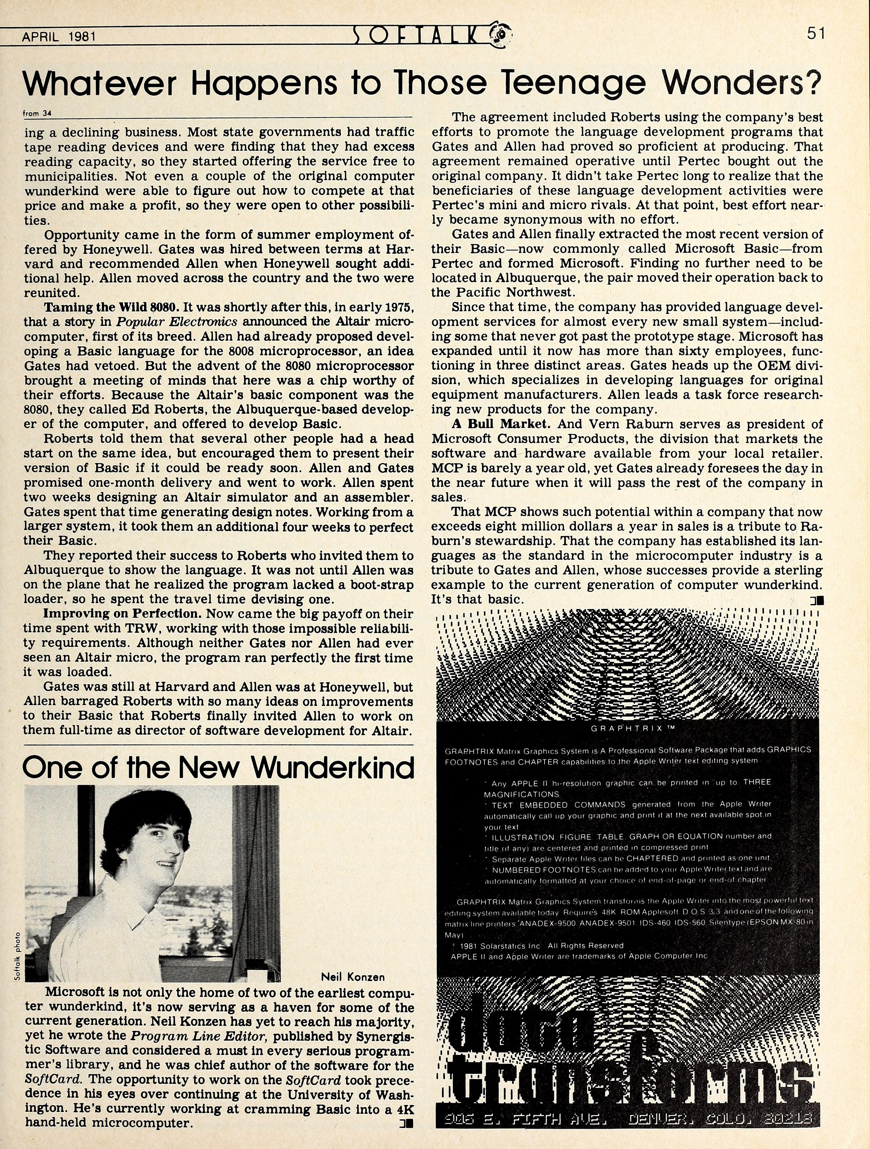 APRIL 1981
SOFTALK
51
Whatever Happens to Those Teenage Wonders?
from 34
ing a declining business. Most state governments had traffic
tape reading devices and were finding that they had excess
reading capacity, so they started offering the service free to
municipalities. Not even a couple of the original computer
wunderkind were able to figure out how to compete at that
price and make a profit, so they were open to other possibili-
ties.
Opportunity came in the form of summer employment of-
fered by Honeywell. Gates was hired between terms at Har-
vard and recommended Allen when Honeywell sought addi-
tional help. Allen moved across the country and the two were
reunited.
Taming the Wild 8080. It was shortly after this, in early 1975,
that a story in Popular Electronics announced the Altair micro-
computer, first of its breed. Allen had already proposed devel-
oping a Basic language for the 8008 microprocessor, an idea
Gates had vetoed. But the advent of the 8080 microprocessor
brought a meeting of minds that here was a chip worthy of
their efforts. Because the Altair's basic component was the
8080, they called Ed Roberts, the Albuquerque-based develop-
er of the computer, and offered to develop Basic.
Roberts told them that several other people had a head
start on the same idea, but encouraged them to present their
version of Basic if it could be ready soon. Allen and Gates
promised one-month delivery and went to work. Allen spent
two weeks designing an Altair simulator and an assembler.
Gates spent that time generating design notes. Working from a
larger system, it took them an additional four weeks to perfect
their Basic.
They reported their success to Roberts who invited them to
Albuquerque to show the language. It was not until Allen was
on the plane that he realized the program lacked a boot-strap
loader, so he spent the travel time devising one.
Improving on Perfection. Now came the big payoff on their
time spent with TRW, working with those impossible reliabili-
ty requirements. Although neither Gates nor Allen had ever
seen an Altair micro, the program ran perfectly the first time
it was loaded.
Gates was still at Harvard and Allen was at Honeywell, but
Allen barraged Roberts with so many ideas on improvements
to their Basic that Roberts finally invited Allen to work on
them full-time as director of software development for Altair.
The agreement included Roberts using the company's best
efforts to promote the language development programs that
Gates and Allen had proved so proficient at producing. That
agreement remained operative until Pertec bought out the
original company. It didn't take Pertec long to realize that the
beneficiaries of these language development activities were
Pertec's mini and micro rivals. At that point, best effort near-
ly became synonymous with no effort.
Gates and Allen finally extracted the most recent version of
their Basic—now commonly called Microsoft Basic—from
Pertec and formed Microsoft. Finding no further need to be
located in Albuquerque, the pair moved their operation back to
the Pacific Northwest.
Since that time, the company has provided language devel-
opment services for almost every new small system—includ-
ing some that never got past the prototype stage. Microsoft has
expanded until it now has more than sixty employees, func-
tioning in three distinct areas. Gates heads up the OEM divi-
sion, which specializes in developing languages for original
equipment manufacturers. Allen leads a task force research-
ing new products for the company.
A Bull Market. And Vern Raburn serves as president of
Microsoft Consumer Products, the division that markets the
software and hardware available from your local retailer.
MCP is barely a year old, yet Gates already foresees the day in
the near future when it will pass the rest of the company in
sales.
That MCP shows such potential within a company that now
exceeds eight million dollars a year in sales is a tribute to Ra-
burn's stewardship. That the company has established its lan-
guages as the standard in the microcomputer industry is a
tribute to Gates and Allen, whose successes provide a sterling
example to the current generation of computer wunderkind.
It's that basic.
One of the New Wunderkind
Softalk photo
Neil Konzen
Microsoft is not only the home of two of the earliest compu-
ter wunderkind, it's now serving as a haven for some of the
current generation. Neil Konzen has yet to reach his majority,
yet he wrote the Program Line Editor, published by Synergis-
tic Software and considered a must in every serious program-
mer's library, and he was chief author of the software for the
SoftCard. The opportunity to work on the SoftCard took prece-
dence in his eyes over continuing at the University of Wash-
ington. He's currently working at cramming Basic into a 4K
hand-held microcomputer.
GRAPHTRIX™
GRAPHTRIX Matrix Graphics System is A Professional Software Package that adds GRAPHICS
FOOTNOTES and CHAPTER capabilities to the Apple Writer text editing system
* Any APPLE II hi-resolution graphic can be printed in up to THREE
MAGNIFICATIONS
* TEXT EMBEDDED COMMANDS generated from the Apple Writer
automatically call up your graphic and print it at the next available spot in
your text
* ILLUSTRATION FIGURE TABLE GRAPH OR EQUATION number and
title (if any) are centered and printed in compressed print
* Separate Apple Writer files can be CHAPTERED and printed as one unit
* NUMBERED FOOTNOTES can be added to your Apple Writer text and are
automatically formatted at your choice of end-of-page or end-of chapter
GRAPHTRIX Matrix Graphics System transforms the Apple Writer into the most powerful text
editing system available today Requires 48K ROM Applesoft D O S 3.3 and one of the following
matrix line printers ANADEX-9500 ANADEX-9501 IDS-460 IDS-560 Silentype (EPSON MX-80 in
May)
1981 Solarstatics Inc All Rights Reserved
APPLE II and Apple Writer are trademarks of Apple Computer Inc
data
transforms
906 E. FIFTH AVE. DENVER, COLO. 80218